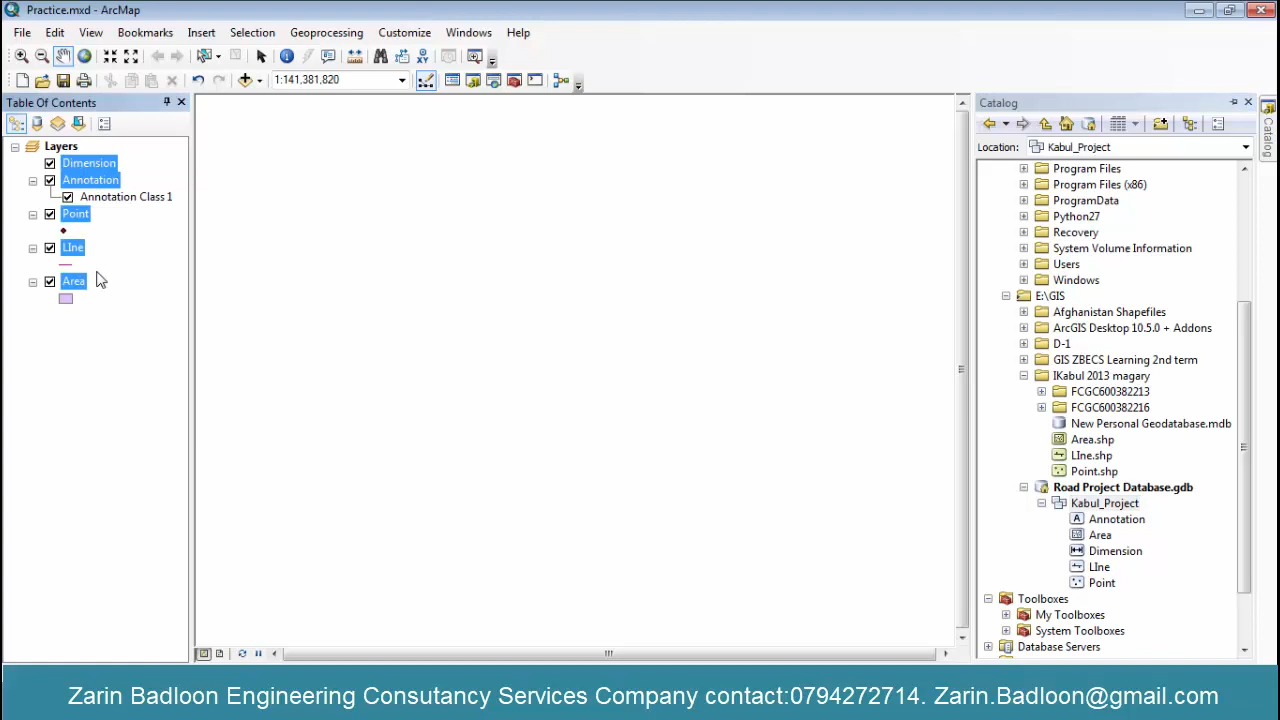 Practice.mxd - ArcMap
File Edit View Bookmarks Insert Selection Geoprocessing Customize Windows Help
1:141,381,820
Table Of Contents
Layers
Dimension
Annotation
Annotation Class 1
Point
LIne
Area
Catalog
Location: Kabul_Project
Program Files
Program Files (x86)
ProgramData
Python27
Recovery
System Volume Information
Users
Windows
E:\GIS
Afghanistan Shapefiles
ArcGIS Desktop 10.5.0 + Addons
D-1
GIS ZBECS Learning 2nd term
IKabul 2013 magary
FCGC600382213
FCGC600382216
New Personal Geodatabase.mdb
Area.shp
LIne.shp
Point.shp
Road Project Database.gdb
Kabul_Project
Annotation
Area
Dimension
LIne
Point
Toolboxes
My Toolboxes
System Toolboxes
Database Servers
Catalog
Zarin Badloon Engineering Consutancy Services Company contact:0794272714. Zarin.Badloon@gmail.com